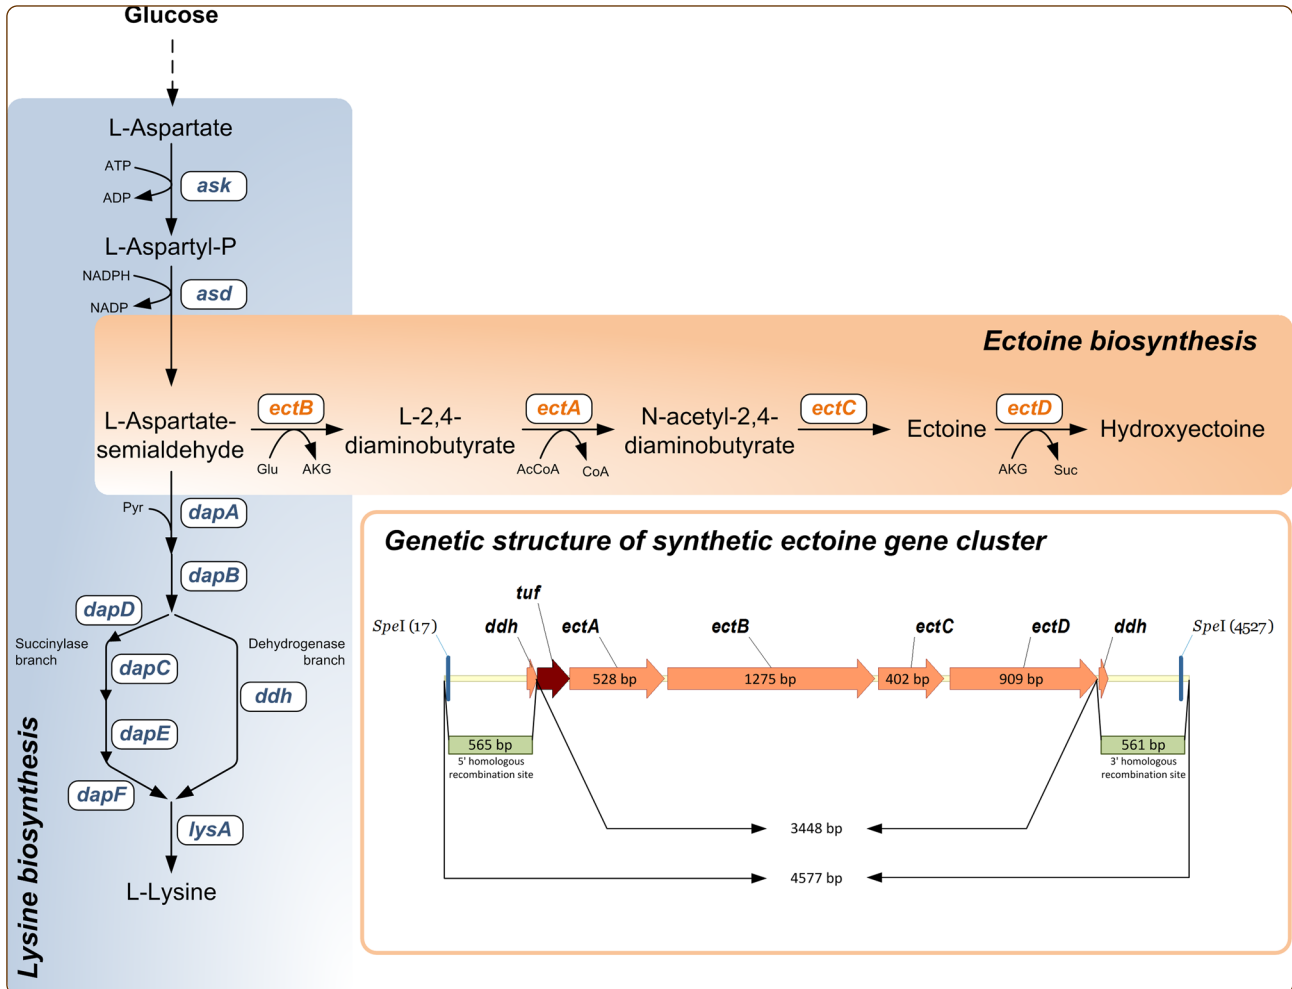 Glucose
L-Aspartate
ATP
ADP
ask
L-Aspartyl-P
NADPH
NADP
asd
Ectoine biosynthesis
L-Aspartate-
semialdehyde
ectB
Glu
AKG
L-2,4-
diaminobutyrate
ectA
AcCoA
CoA
N-acetyl-2,4-
diaminobutyrate
ectC
Ectoine
ectD
AKG
Suc
Hydroxyectoine
Pyr
dapA
dapB
dapD
Succinylase
branch
dapC
dapE
dapF
Dehydrogenase
branch
ddh
lysA
L-Lysine
Lysine biosynthesis
Genetic structure of synthetic ectoine gene cluster
SpeI (17)
ddh
tuf
ectA
ectB
ectC
ectD
ddh
SpeI (4527)
528 bp
1275 bp
402 bp
909 bp
565 bp
5' homologous
recombination site
561 bp
3' homologous
recombination site
3448 bp
4577 bp